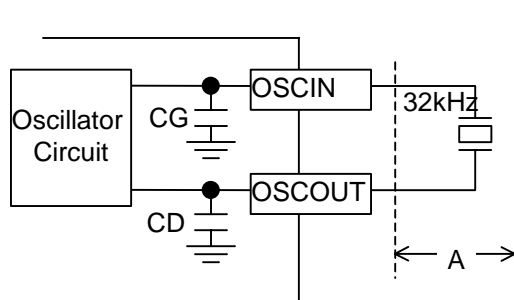 OSCIN
32kHz
Oscillator
Circuit
CG
OSCOUT
CD
A